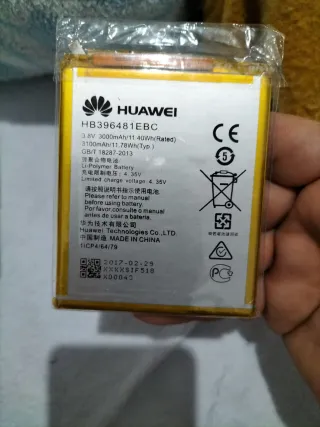 HUAWEI
HB396481EBC
3.8V 3000mAh/11.40Wh(Rated)
3100mAh/11.78Wh(Typ.)
GB/T 18287-2013
锂聚合物电池
Li-Polymer Battery
充电限制电压: 4.35V
Limited charge voltage: 4.35V
请按照说明书指示使用电池。
Please refer to manual
before using battery.
Por favor,consulte o manual
antes de usar a bateria.
华为技术有限公司
Huawei Technologies Co.,Ltd.
中国制造 MADE IN CHINA
1ICP4/64/79
CE
5
2017-02-29